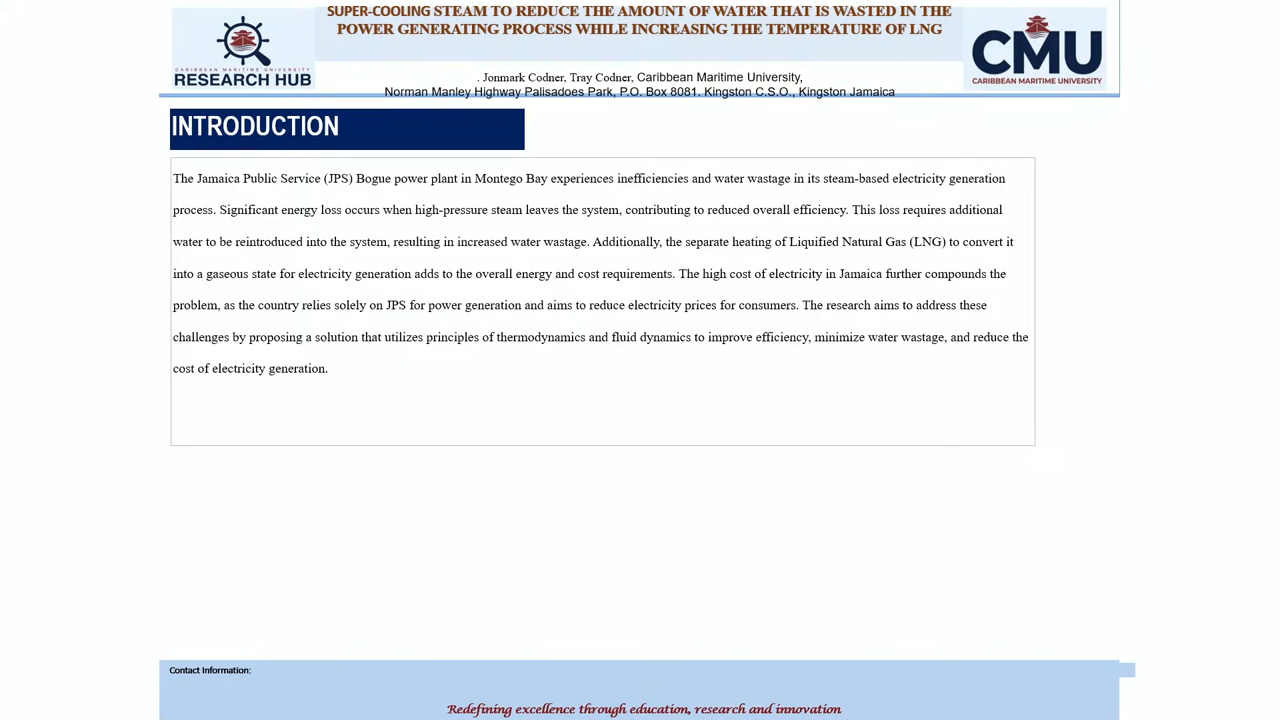 SUPER-COOLING STEAM TO REDUCE THE AMOUNT OF WATER THAT IS WASTED IN THE
POWER GENERATING PROCESS WHILE INCREASING THE TEMPERATURE OF LNG
CARIBBEAN MARITIME UNIVERSITY
RESEARCH HUB
CMU
CARIBBEAN MARITIME UNIVERSITY
. Jonmark Codner, Tray Codner, Caribbean Maritime University,
Norman Manley Highway Palisadoes Park, P.O. Box 8081. Kingston C.S.O., Kingston Jamaica
INTRODUCTION
The Jamaica Public Service (JPS) Bogue power plant in Montego Bay experiences inefficiencies and water wastage in its steam-based electricity generation
process. Significant energy loss occurs when high-pressure steam leaves the system, contributing to reduced overall efficiency. This loss requires additional
water to be reintroduced into the system, resulting in increased water wastage. Additionally, the separate heating of Liquified Natural Gas (LNG) to convert it
into a gaseous state for electricity generation adds to the overall energy and cost requirements. The high cost of electricity in Jamaica further compounds the
problem, as the country relies solely on JPS for power generation and aims to reduce electricity prices for consumers. The research aims to address these
challenges by proposing a solution that utilizes principles of thermodynamics and fluid dynamics to improve efficiency, minimize water wastage, and reduce the
cost of electricity generation.
Contact Information:
Redefining excellence through education, research and innovation